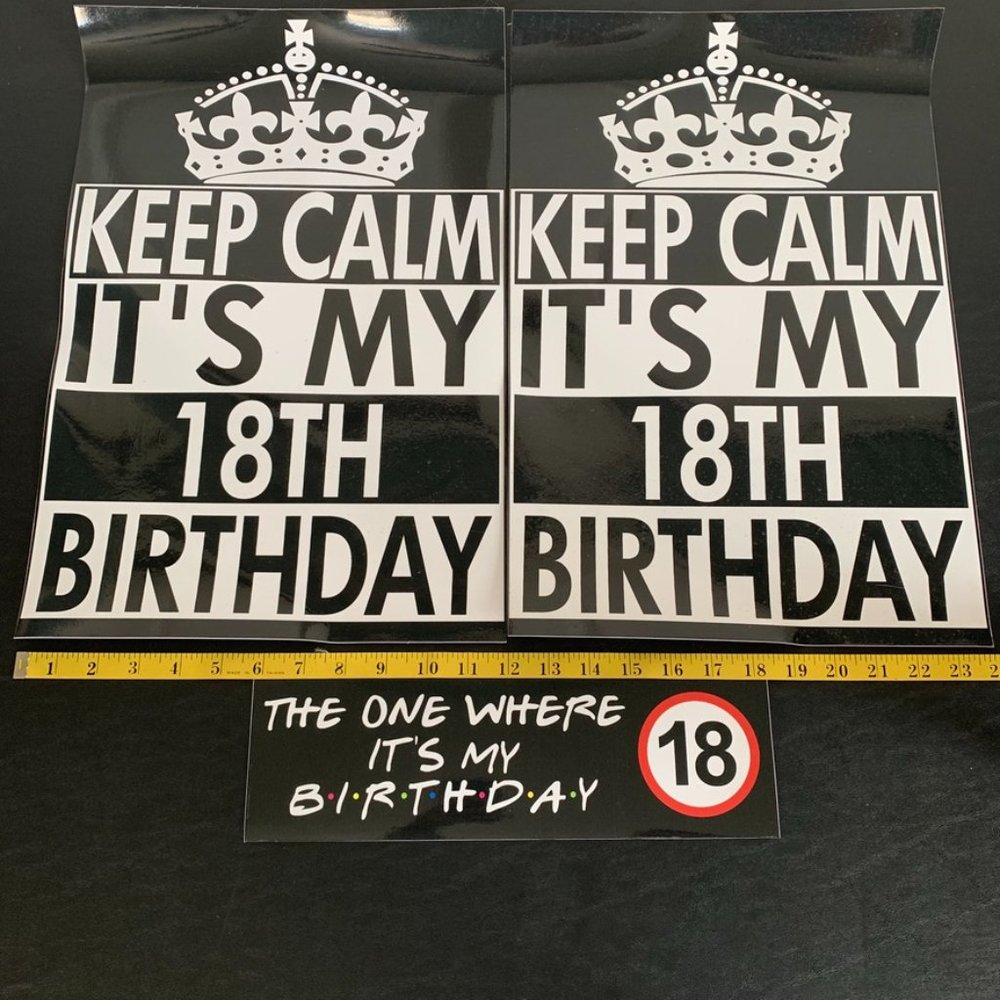 KEEP CALM
IT'S MY
18TH
BIRTHDAY
KEEP CALM
IT'S MY
18TH
BIRTHDAY
1 2 3 4 5 6 7 8 9 10 11 12 13 14 15 16 17 18 19 20 21 22 23 2
THE ONE WHERE
IT'S MY
B·I·R·T·H·D·A·Y
18